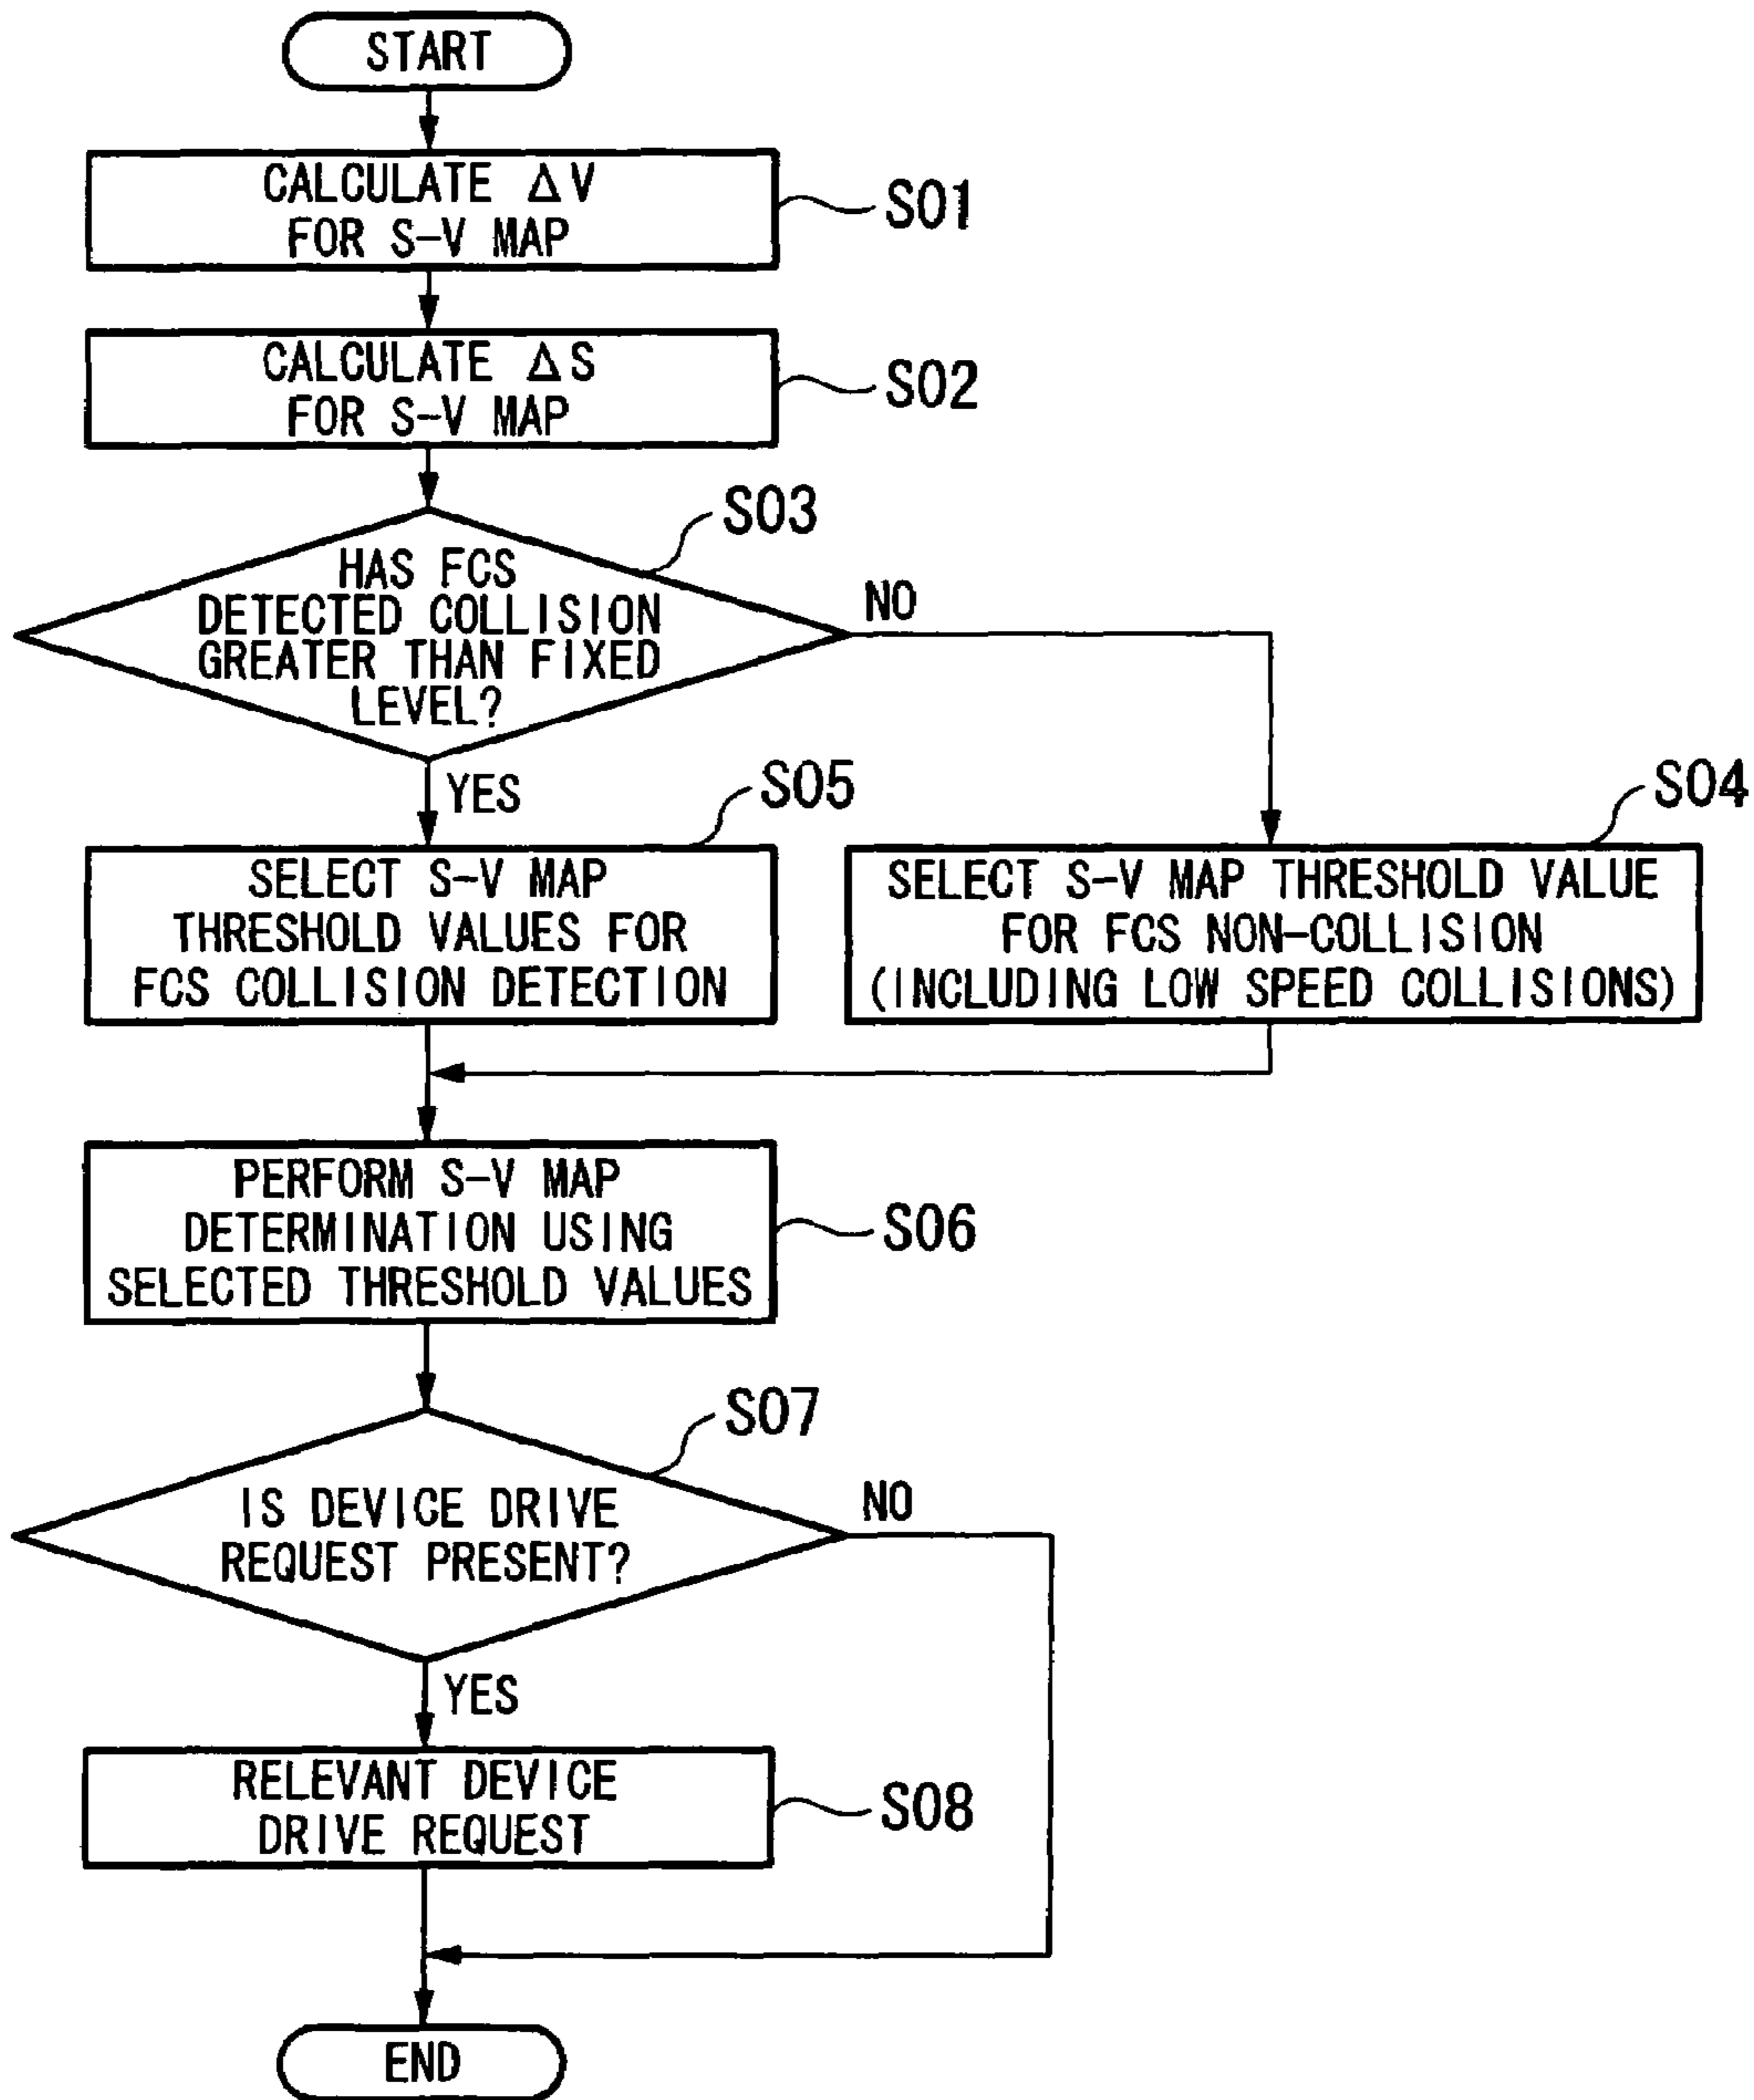 START
CALCULATE ΔV
FOR S-V MAP
S01
CALCULATE ΔS
FOR S-V MAP
S02
S03
HAS FCS
DETECTED COLLISION
GREATER THAN FIXED
LEVEL?
NO
YES
S05
S04
SELECT S-V MAP
THRESHOLD VALUES FOR
FCS COLLISION DETECTION
SELECT S-V MAP THRESHOLD VALUE
FOR FCS NON-COLLISION
(INCLUDING LOW SPEED COLLISIONS)
PERFORM S-V MAP
DETERMINATION USING
SELECTED THRESHOLD VALUES
S06
S07
IS DEVICE DRIVE
REQUEST PRESENT?
NO
YES
RELEVANT DEVICE
DRIVE REQUEST
S08
END